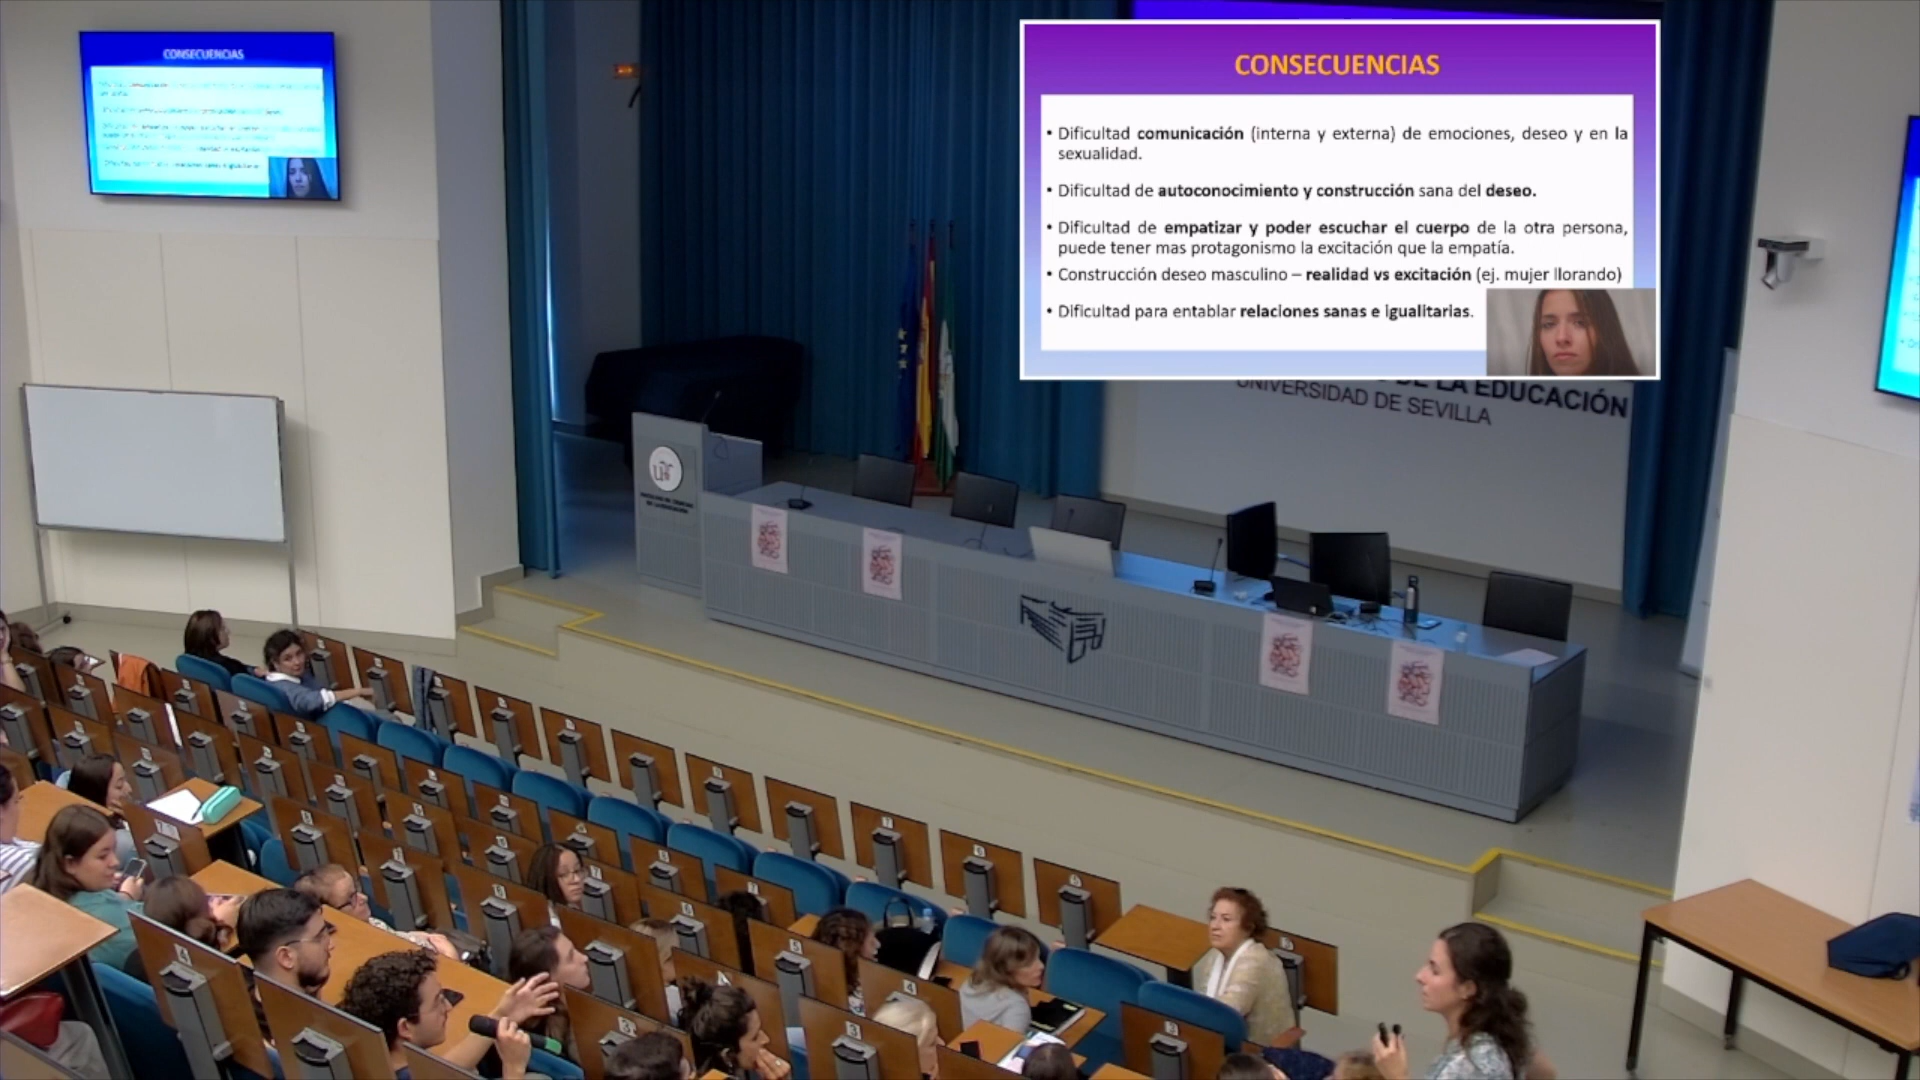 CONSECUENCIAS
CONSECUENCIAS
• Dificultad comunicación (interna y externa) de emociones, deseo y en la
sexualidad.
• Dificultad de autoconocimiento y construcción sana del deseo.
• Dificultad de empatizar y poder escuchar el cuerpo de la otra persona,
puede tener mas protagonismo la excitación que la empatía.
• Construcción deseo masculino – realidad vs excitación (ej. mujer llorando)
• Dificultad para entablar relaciones sanas e igualitarias.
DE LA EDUCACIÓN
UNIVERSIDAD DE SEVILLA